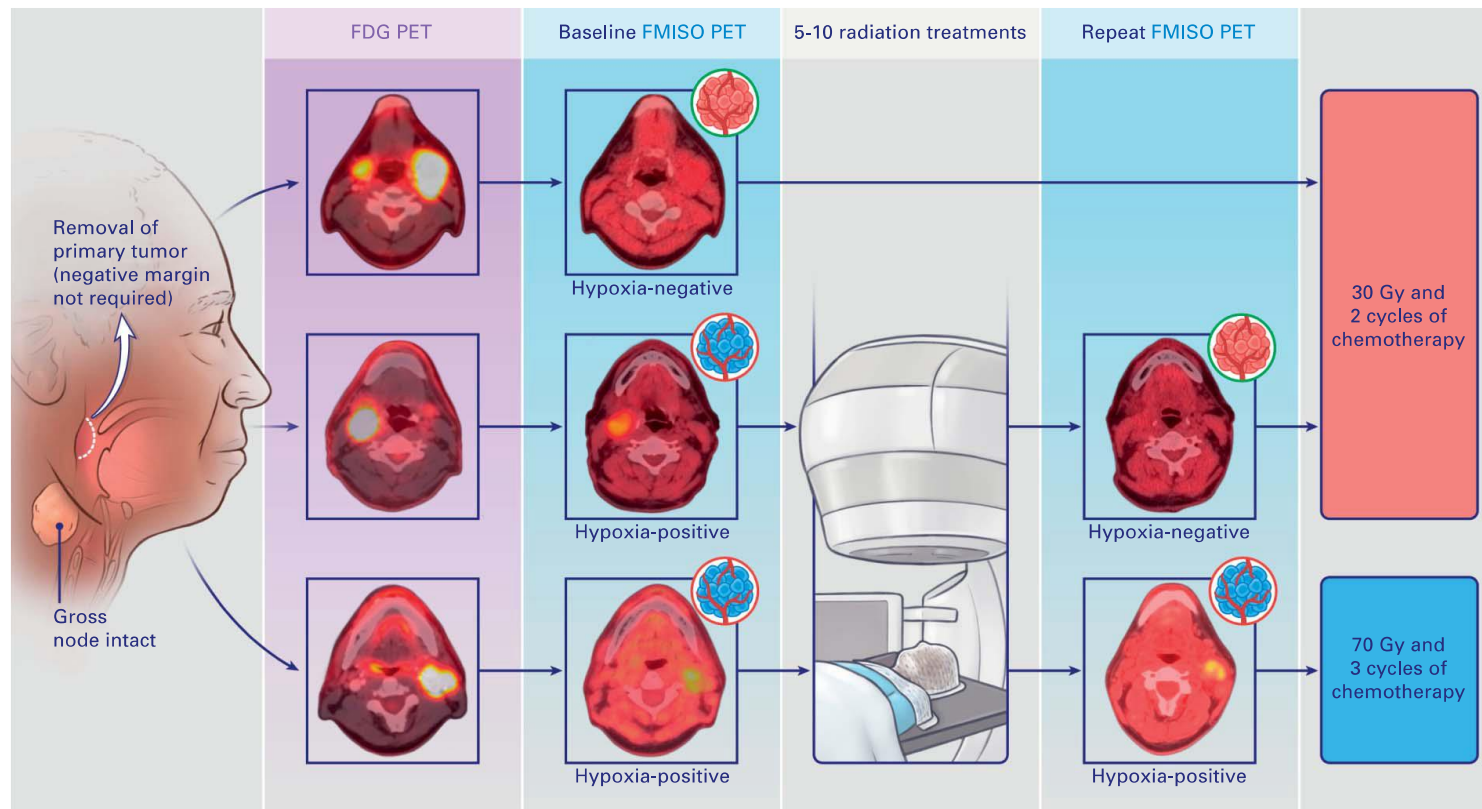 FDG PET
Baseline FMISO PET
5-10 radiation treatments
Repeat FMISO PET
Removal of
primary tumor
(negative margin
not required)
Gross
node intact
Hypoxia-negative
Hypoxia-positive
Hypoxia-negative
Hypoxia-positive
Hypoxia-positive
30 Gy and
2 cycles of
chemotherapy
70 Gy and
3 cycles of
chemotherapy